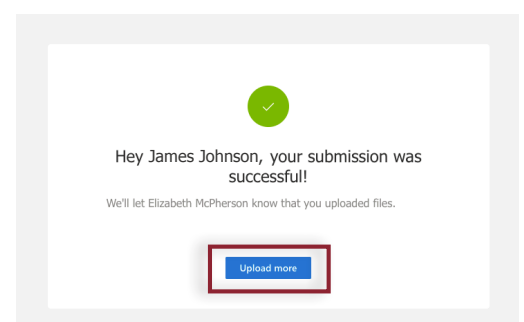 Hey James Johnson, your submission was
successful!
We'll let Elizabeth McPherson know that you uploaded files.
Upload more